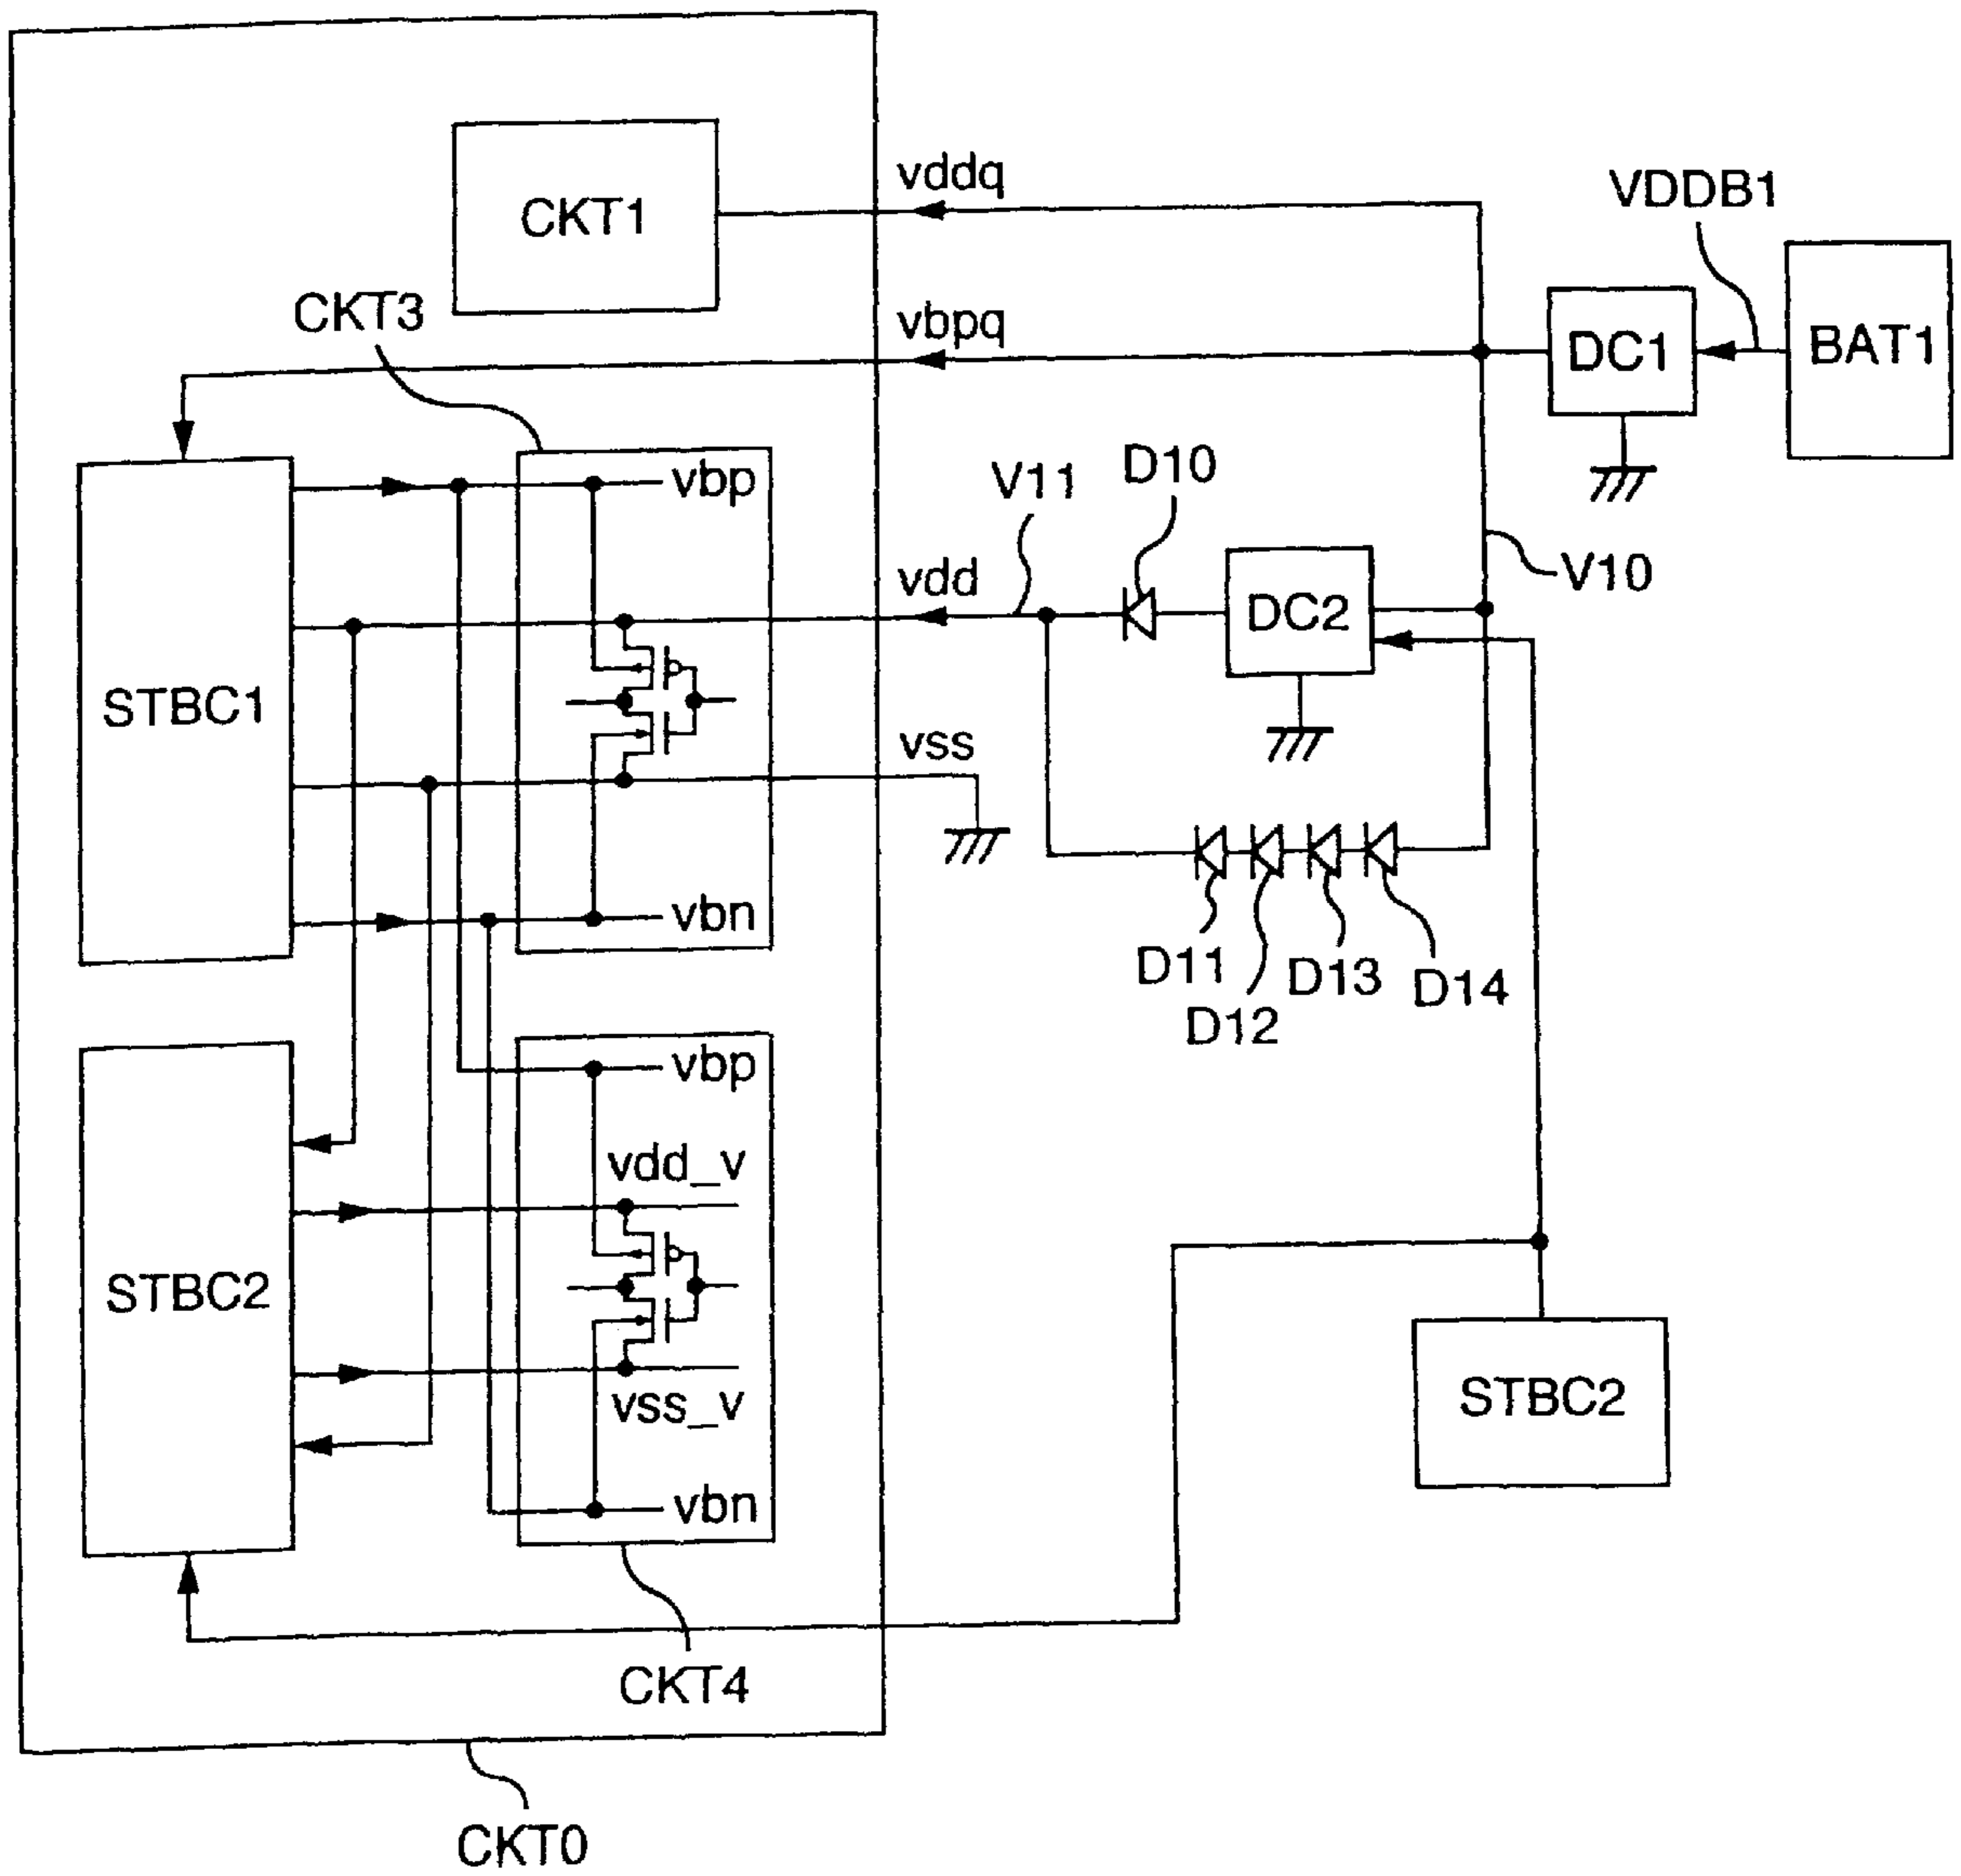 CKT1
vddq
VDDB1
CKT3
vbpq
DC1
BAT1
vbp
V11
D10
vdd
V10
DC2
STBC1
vss
vbn
D11
D13
D14
D12
vbp
vdd_v
STBC2
vss_v
STBC2
vbn
CKT4
CKT0